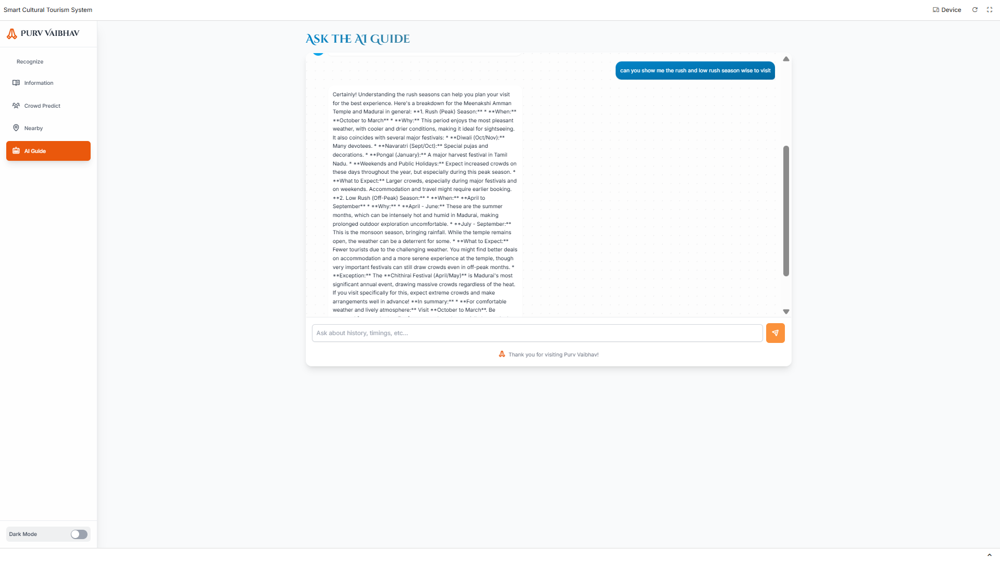 Smart Cultural Tourism System
Device
PURV VAIBHAV
Recognize
Information
Crowd Predict
Nearby
AI Guide
Dark Mode
ASK THE AI GUIDE
can you show me the rush and low rush season wise to visit
Certainly! Understanding the rush seasons can help you plan your visit
for the best experience. Here's a breakdown for the Meenakshi Amman
Temple and Madurai in general: **1. Rush (Peak) Season:** * **When:**
**October to March** * **Why:** This period enjoys the most pleasant
weather, with cooler and drier conditions, making it ideal for sightseeing.
It also coincides with several major festivals: * **Diwali (Oct/Nov):**
Many devotees. * **Navaratri (Sept/Oct):** Special pujas and
decorations. * **Pongal (January):** A major harvest festival in Tamil
Nadu. * **Weekends and Public Holidays:** Expect increased crowds on
these days throughout the year, but especially during this peak season. *
**What to Expect:** Larger crowds, especially during major festivals and
on weekends. Accommodation and travel might require earlier booking.
**2. Low Rush (Off-Peak) Season:** * **When:** **April to
September** * **Why:** * **April - June:** These are the summer
months, which can be intensely hot and humid in Madurai, making
prolonged outdoor exploration uncomfortable. * **July - September:**
This is the monsoon season, bringing rainfall. While the temple remains
open, the weather can be a deterrent for some. * **What to Expect:**
Fewer tourists due to the challenging weather. You might find better deals
on accommodation and a more serene experience at the temple, though
very important festivals can still draw crowds even in off-peak months. *
**Exception:** The **Chithirai Festival (April/May)** is Madurai's most
significant annual event, drawing massive crowds regardless of the heat.
If you visit specifically for this, expect extreme crowds and make
arrangements well in advance! **In summary:** * **For comfortable
weather and lively atmosphere:** Visit **October to March**. Be
Ask about history, timings, etc...
Thank you for visiting Purv Vaibhav!